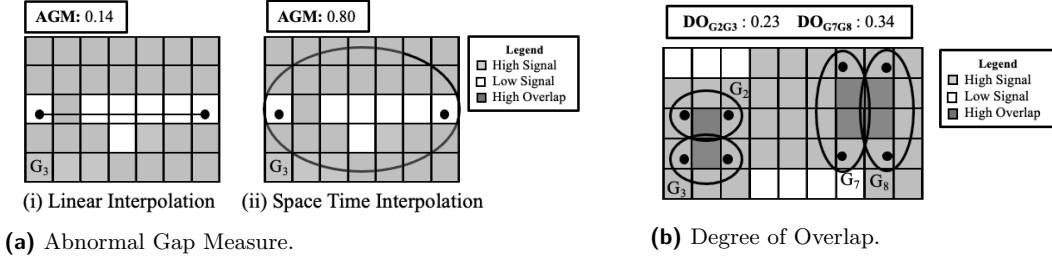 AGM: 0.14
G3
(i) Linear Interpolation
AGM: 0.80
G3
(ii) Space Time Interpolation
Legend
High Signal
Low Signal
High Overlap
(a) Abnormal Gap Measure.
DOG2G3 : 0.23 DOG7G8 : 0.34
G2
G3
G7
G8
Legend
High Signal
Low Signal
High Overlap
(b) Degree of Overlap.